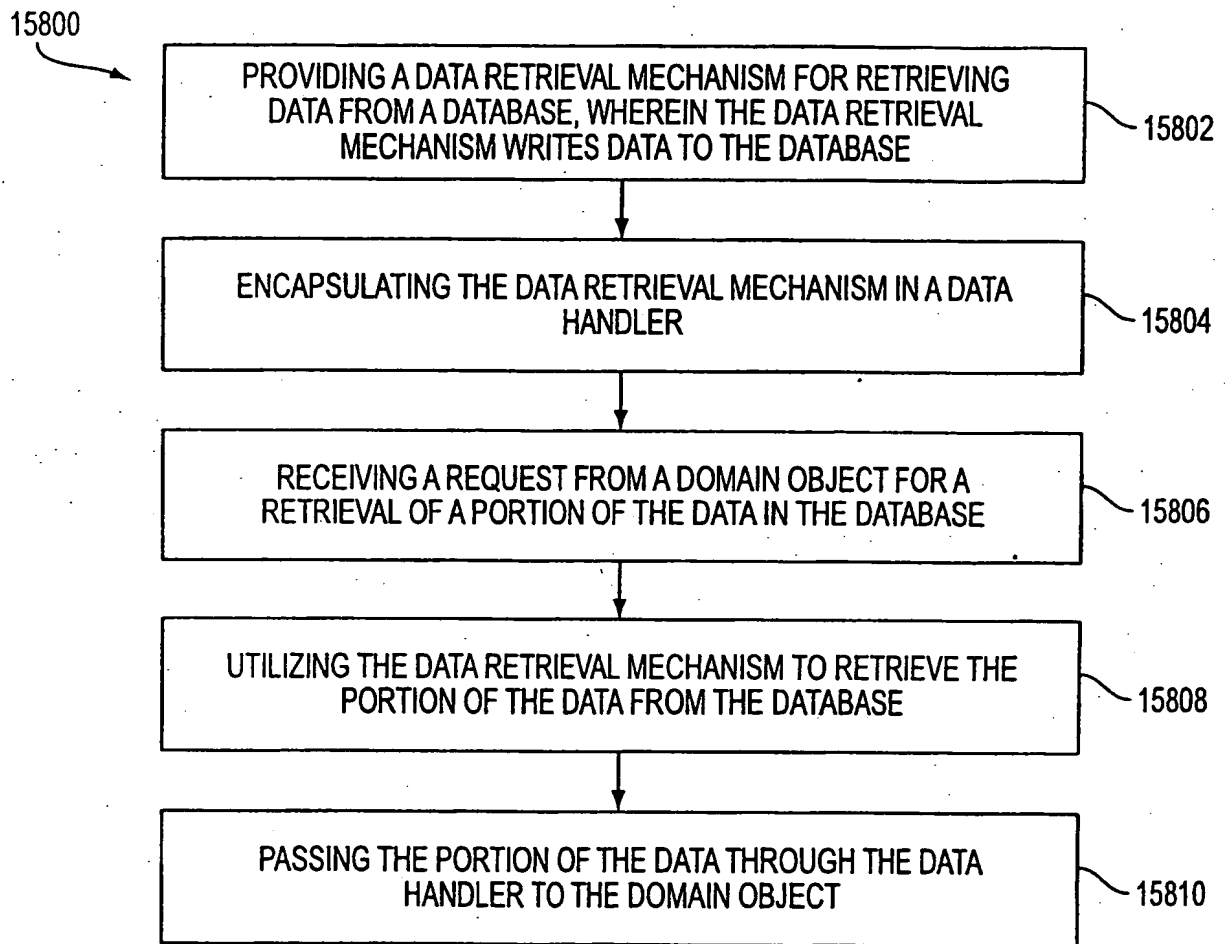 15800
PROVIDING A DATA RETRIEVAL MECHANISM FOR RETRIEVING
DATA FROM A DATABASE, WHEREIN THE DATA RETRIEVAL
MECHANISM WRITES DATA TO THE DATABASE
15802
ENCAPSULATING THE DATA RETRIEVAL MECHANISM IN A DATA
HANDLER
15804
RECEIVING A REQUEST FROM A DOMAIN OBJECT FOR A
RETRIEVAL OF A PORTION OF THE DATA IN THE DATABASE
15806
UTILIZING THE DATA RETRIEVAL MECHANISM TO RETRIEVE THE
PORTION OF THE DATA FROM THE DATABASE
15808
PASSING THE PORTION OF THE DATA THROUGH THE DATA
HANDLER TO THE DOMAIN OBJECT
15810